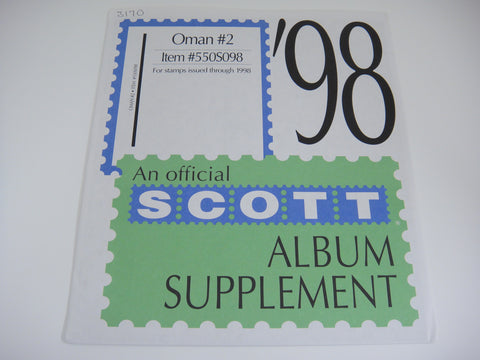 3170
Oman #2
Item #550S098
For stamps issued through 1998
'98
An official
SCOTT
ALBUM
SUPPLEMENT